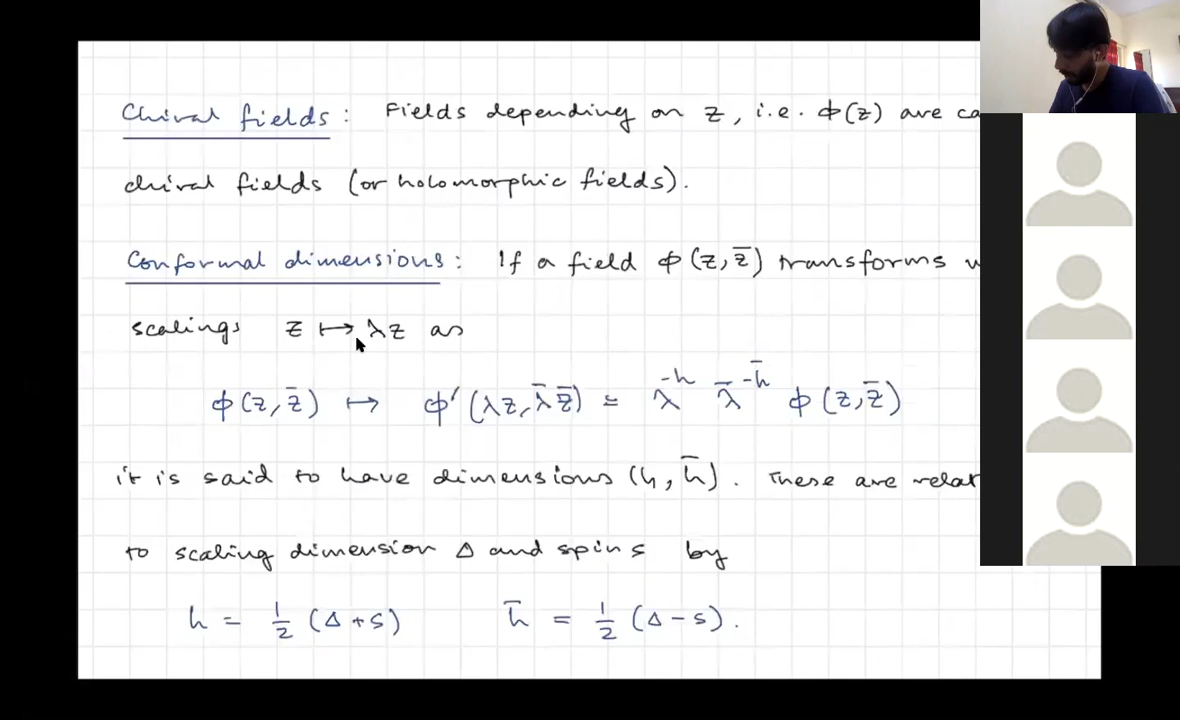 Chiral fields : Fields depending on z, i.e. φ(z) are ca
chiral fields (or holomorphic fields).
Conformal dimensions : If a field φ(z, z̄) transforms
scalings z ↦ λz as
φ(z, z̄) ↦ φ'(λz, λ̄z̄) = λ^{-h} λ̄^{-h̄} φ(z, z̄)
it is said to have dimensions (h, h̄). These are relat
to scaling dimension Δ and spin s by
h = 1/2 (Δ+s) h̄ = 1/2 (Δ-s).